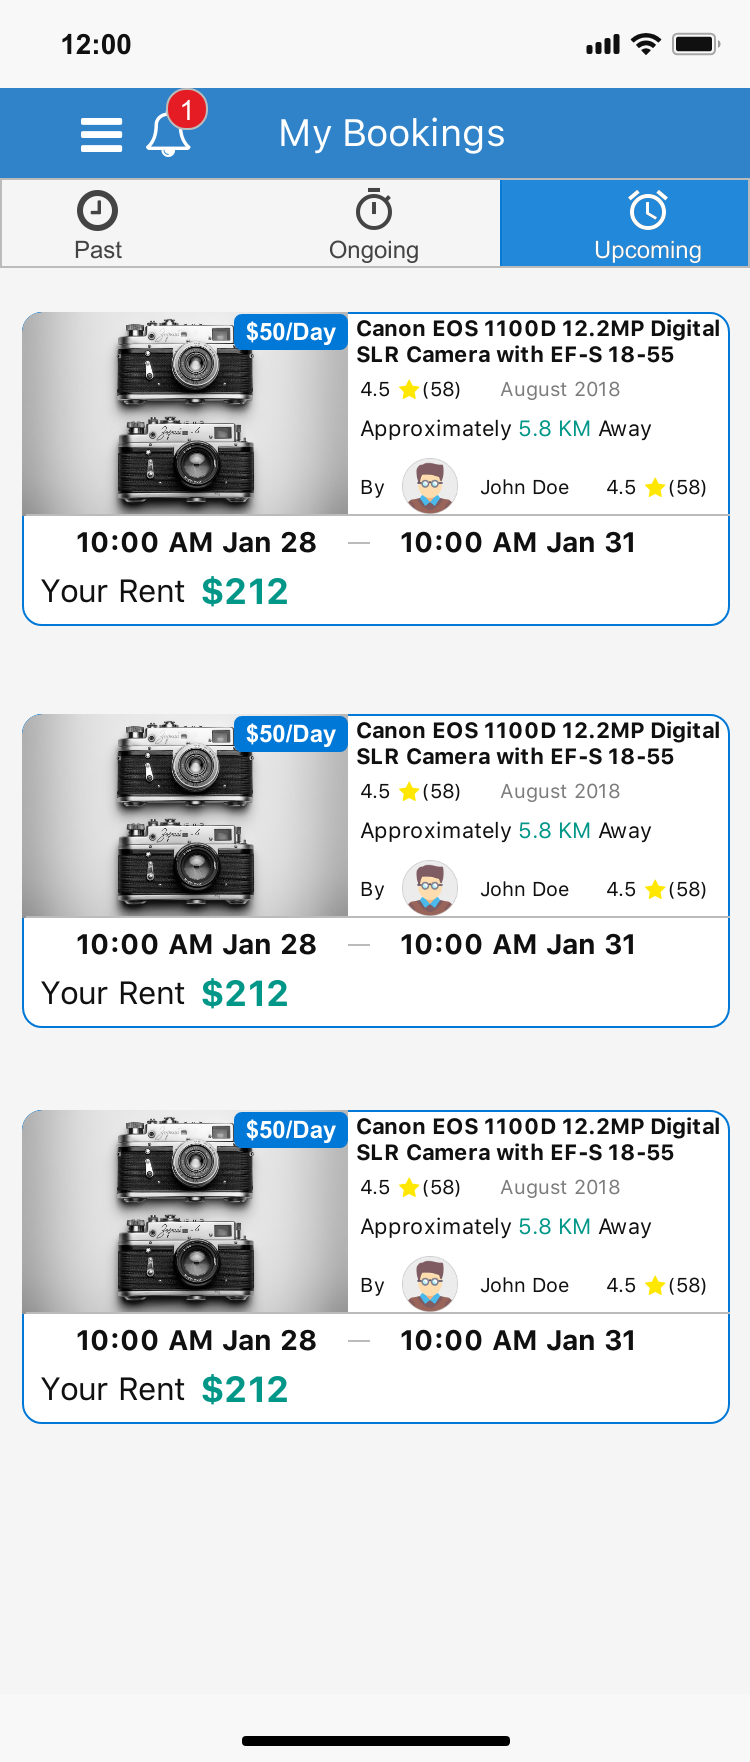 12:00
1
My Bookings
Past
Ongoing
Upcoming
$50/Day
Canon EOS 1100D 12.2MP Digital
SLR Camera with EF-S 18-55
4.5 (58) August 2018
Approximately 5.8 KM Away
By John Doe 4.5 (58)
10:00 AM Jan 28 — 10:00 AM Jan 31
Your Rent $212
$50/Day
Canon EOS 1100D 12.2MP Digital
SLR Camera with EF-S 18-55
4.5 (58) August 2018
Approximately 5.8 KM Away
By John Doe 4.5 (58)
10:00 AM Jan 28 — 10:00 AM Jan 31
Your Rent $212
$50/Day
Canon EOS 1100D 12.2MP Digital
SLR Camera with EF-S 18-55
4.5 (58) August 2018
Approximately 5.8 KM Away
By John Doe 4.5 (58)
10:00 AM Jan 28 — 10:00 AM Jan 31
Your Rent $212